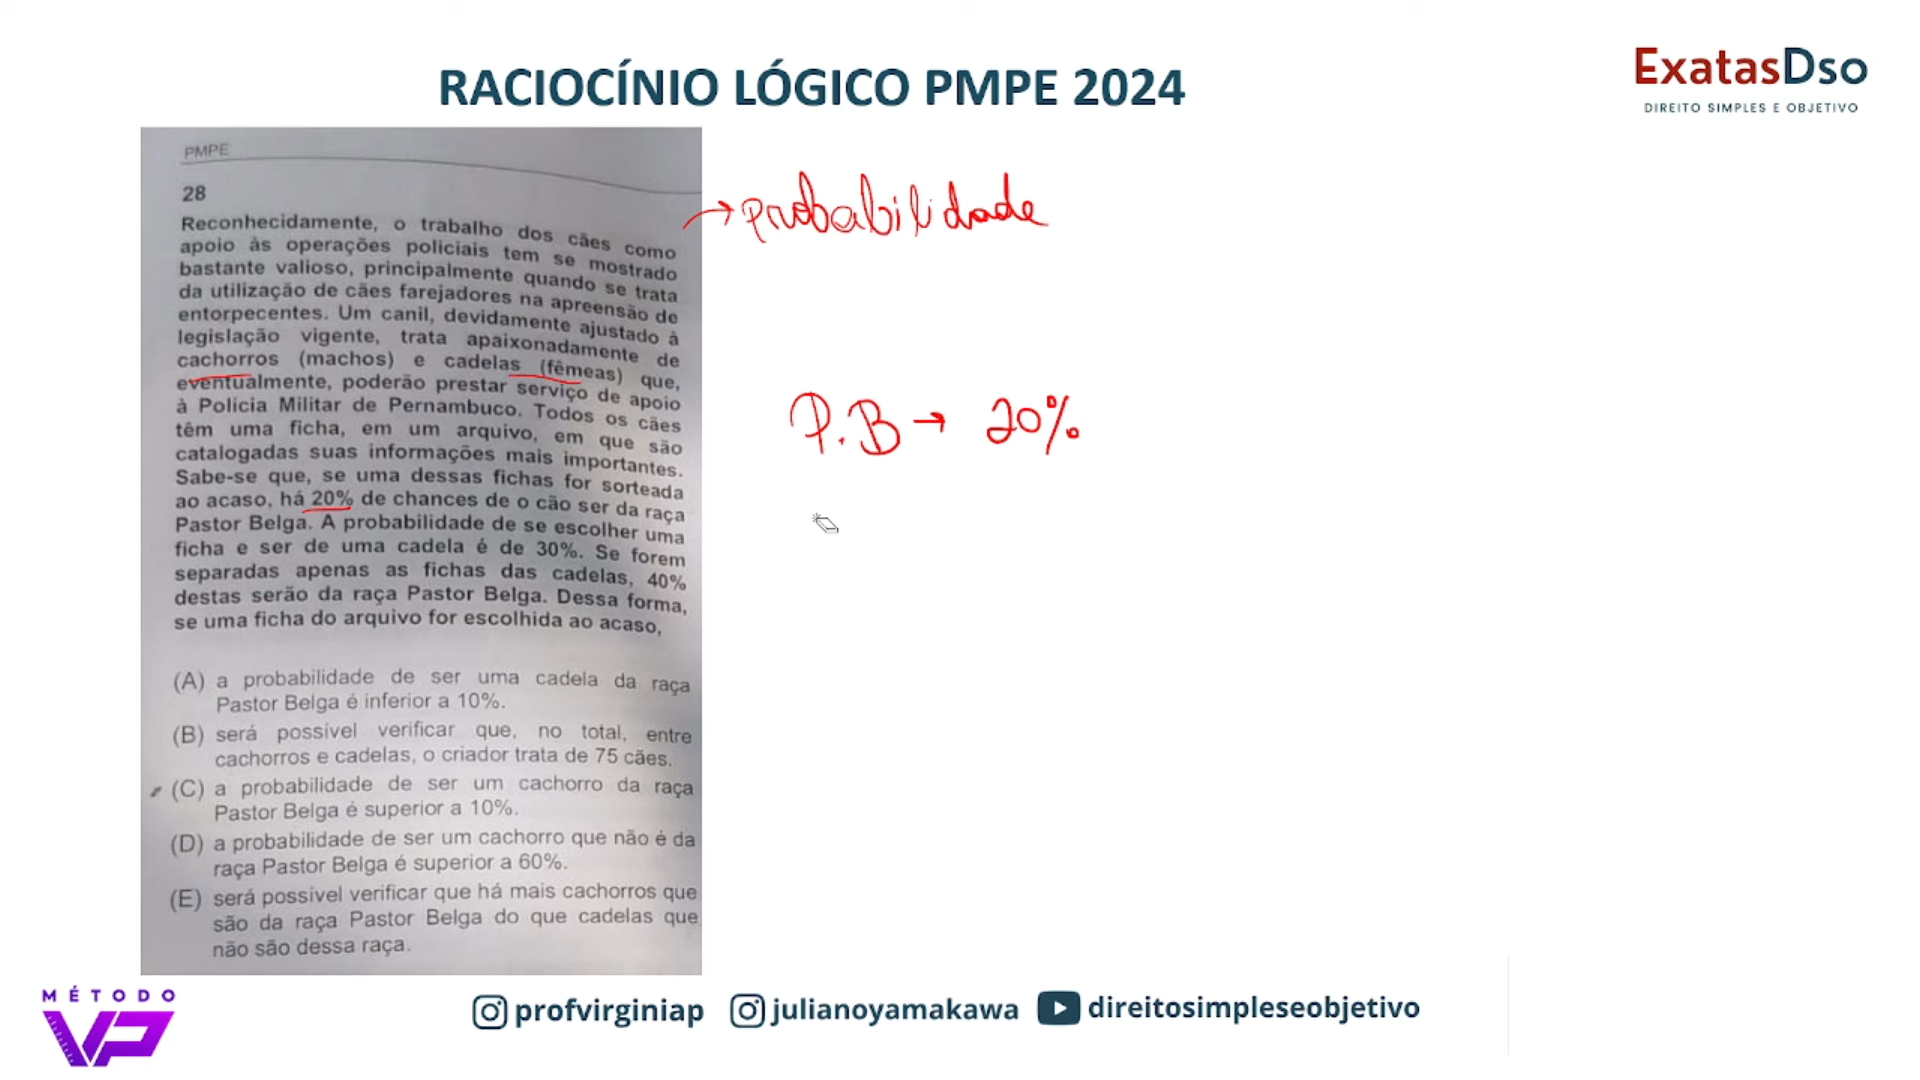 RACIOCÍNIO LÓGICO PMPE 2024
ExatasDso
DIREITO SIMPLES E OBJETIVO
PMPE
28
Reconhecidamente, o trabalho dos cães como
apoio às operações policiais tem se mostrado
bastante valioso, principalmente quando se trata
da utilização de cães farejadores na apreensão de
entorpecentes. Um canil, devidamente ajustado à
legislação vigente, trata apaixonadamente de
cachorros (machos) e cadelas (fêmeas) que,
eventualmente, poderão prestar serviço de apoio
à Polícia Militar de Pernambuco. Todos os cães
têm uma ficha, em um arquivo, em que são
catalogadas suas informações mais importantes.
Sabe-se que, se uma dessas fichas for sorteada
ao acaso, há 20% de chances de o cão ser da raça
Pastor Belga. A probabilidade de se escolher uma
ficha e ser de uma cadela é de 30%. Se forem
separadas apenas as fichas das cadelas, 40%
destas serão da raça Pastor Belga. Dessa forma,
se uma ficha do arquivo for escolhida ao acaso,
(A) a probabilidade de ser uma cadela da raça
Pastor Belga é inferior a 10%.
(B) será possível verificar que, no total, entre
cachorros e cadelas, o criador trata de 75 cães.
(C) a probabilidade de ser um cachorro da raça
Pastor Belga é superior a 10%.
(D) a probabilidade de ser um cachorro que não é da
raça Pastor Belga é superior a 60%.
(E) será possível verificar que há mais cachorros que
são da raça Pastor Belga do que cadelas que
não são dessa raça.
→ probabilidade
P.B → 20%
MÉTODO
VP
profvirginiap julianoyamakawa direitosimpleseobjetivo